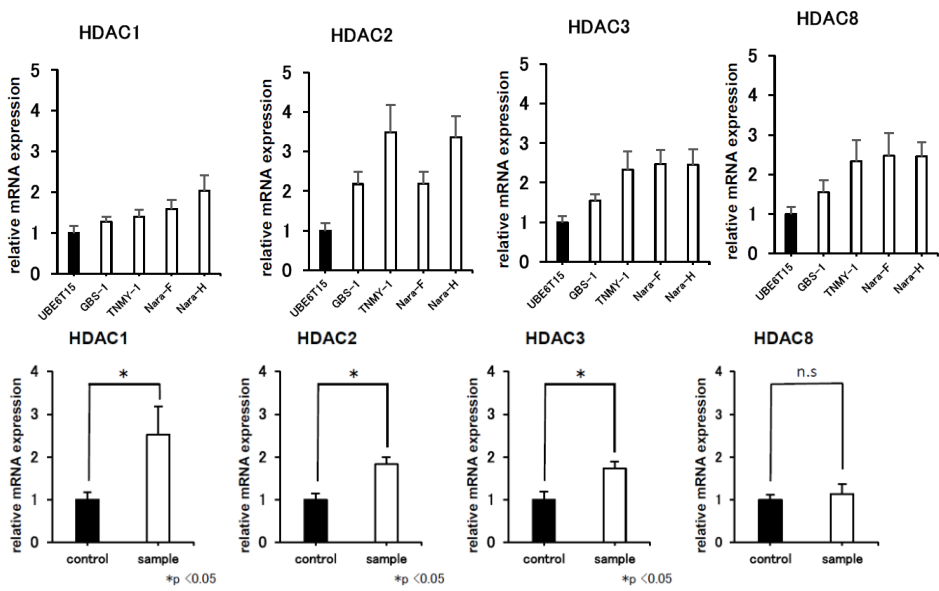 HDAC1
relative mRNA expression
5
4
3
2
1
0
UBE6T15
GBS-1
TNMY-1
Nara-F
Nara-H
HDAC2
relative mRNA expression
5
4
3
2
1
0
UBE6T15
GBS-1
TNMY-1
Nara-F
Nara-H
HDAC3
relative mRNA expression
5
4
3
2
1
0
UBE6T15
GBS-1
TNMY-1
Nara-F
Nara-H
HDAC8
relative mRNA expression
5
4
3
2
1
0
UBE6T15
GBS-1
TNMY-1
Nara-F
Nara-H
HDAC1
relative mRNA expression
4
3
2
1
0
*
control sample
*p <0.05
HDAC2
relative mRNA expression
4
3
2
1
0
*
control sample
*p <0.05
HDAC3
relative mRNA expression
4
3
2
1
0
*
control sample
*p <0.05
HDAC8
relative mRNA expression
4
3
2
1
0
n.s
control sample